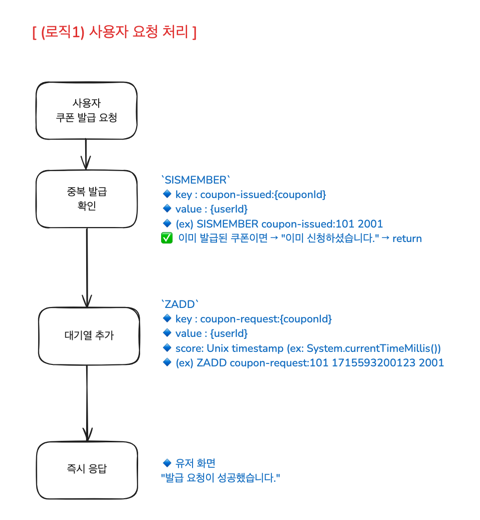 [ (로직1) 사용자 요청 처리 ]
사용자
쿠폰 발급 요청
중복 발급
확인
`SISMEMBER`
🔹 key : coupon-issued:{couponId}
🔹 value : {userId}
🔹 (ex) SISMEMBER coupon-issued:101 2001
✅ 이미 발급된 쿠폰이면 → "이미 신청하셨습니다." → return
대기열 추가
`ZADD`
🔹 key : coupon-request:{couponId}
🔹 value : {userId}
🔹 score: Unix timestamp (ex: System.currentTimeMillis())
🔹 (ex) ZADD coupon-request:101 1715593200123 2001
즉시 응답
🔹 유저 화면
"발급 요청이 성공했습니다."